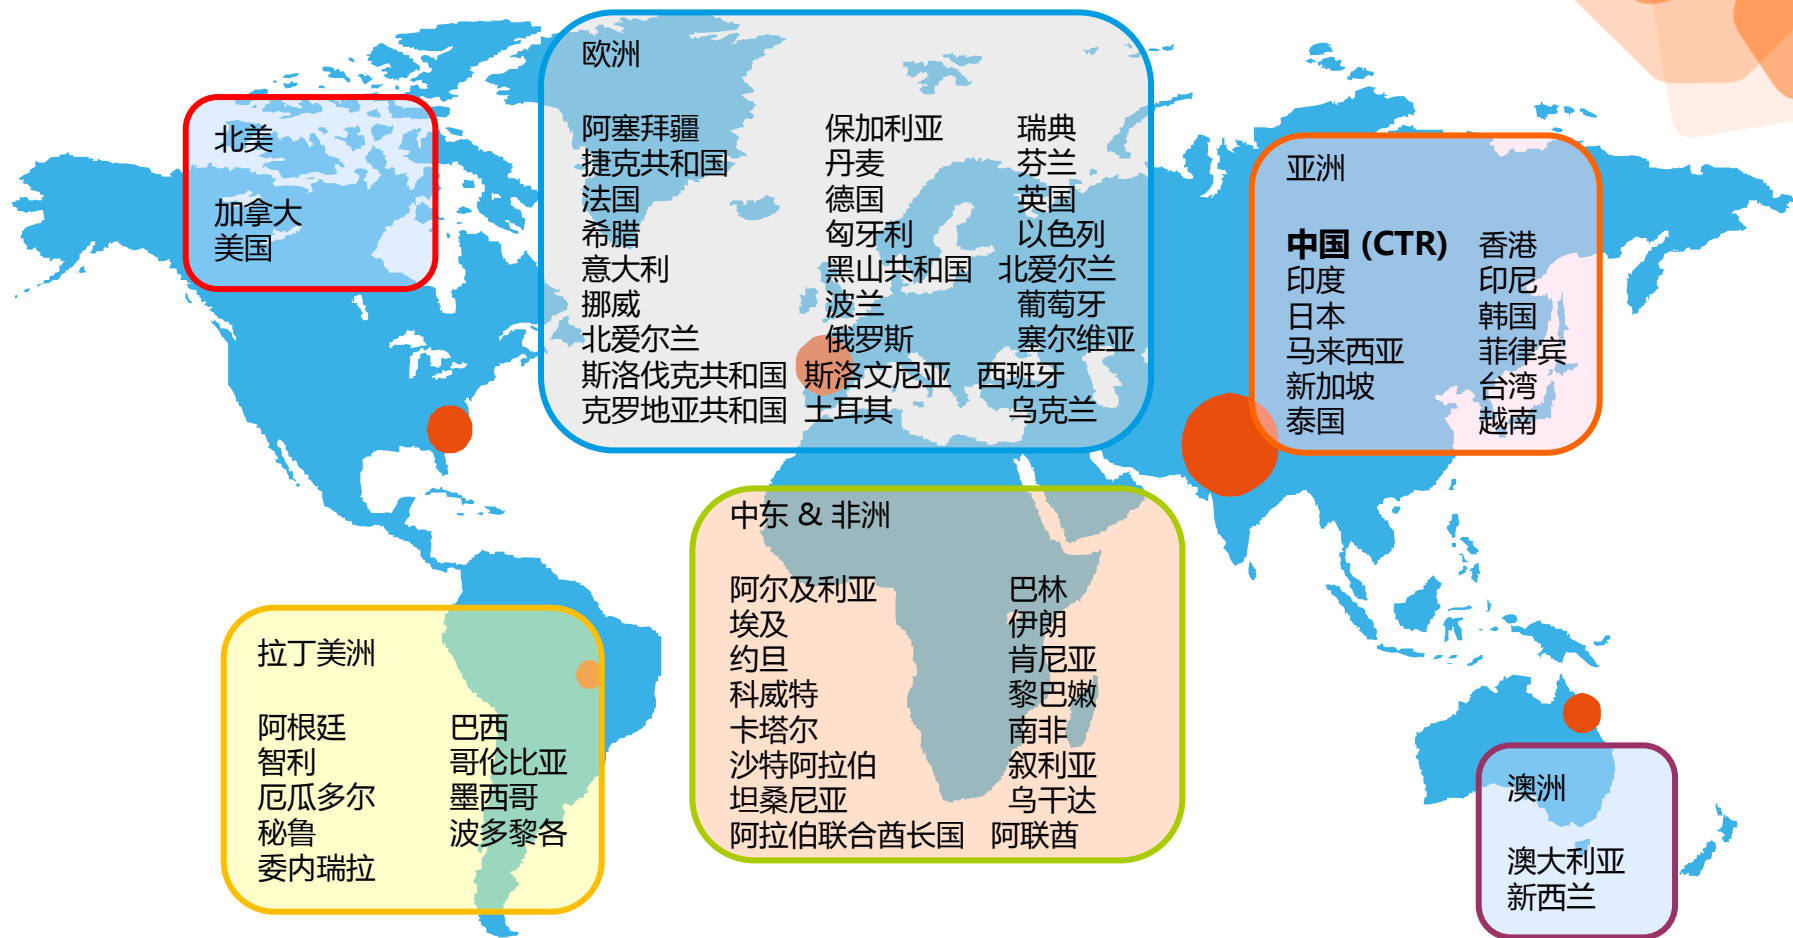 欧洲
阿塞拜疆 保加利亚 瑞典
捷克共和国 丹麦 芬兰
法国 德国 英国
希腊 匈牙利 以色列
意大利 黑山共和国 北爱尔兰
挪威 波兰 葡萄牙
北爱尔兰 俄罗斯 塞尔维亚
斯洛伐克共和国 斯洛文尼亚 西班牙
克罗地亚共和国 土耳其 乌克兰
北美
加拿大
美国
亚洲
中国 (CTR) 香港
印度 印尼
日本 韩国
马来西亚 菲律宾
新加坡 台湾
泰国 越南
中东 & 非洲
阿尔及利亚 巴林
埃及 伊朗
约旦 肯尼亚
科威特 黎巴嫩
卡塔尔 南非
沙特阿拉伯 叙利亚
坦桑尼亚 乌干达
阿拉伯联合酋长国 阿联酋
拉丁美洲
阿根廷 巴西
智利 哥伦比亚
厄瓜多尔 墨西哥
秘鲁 波多黎各
委内瑞拉
澳洲
澳大利亚
新西兰